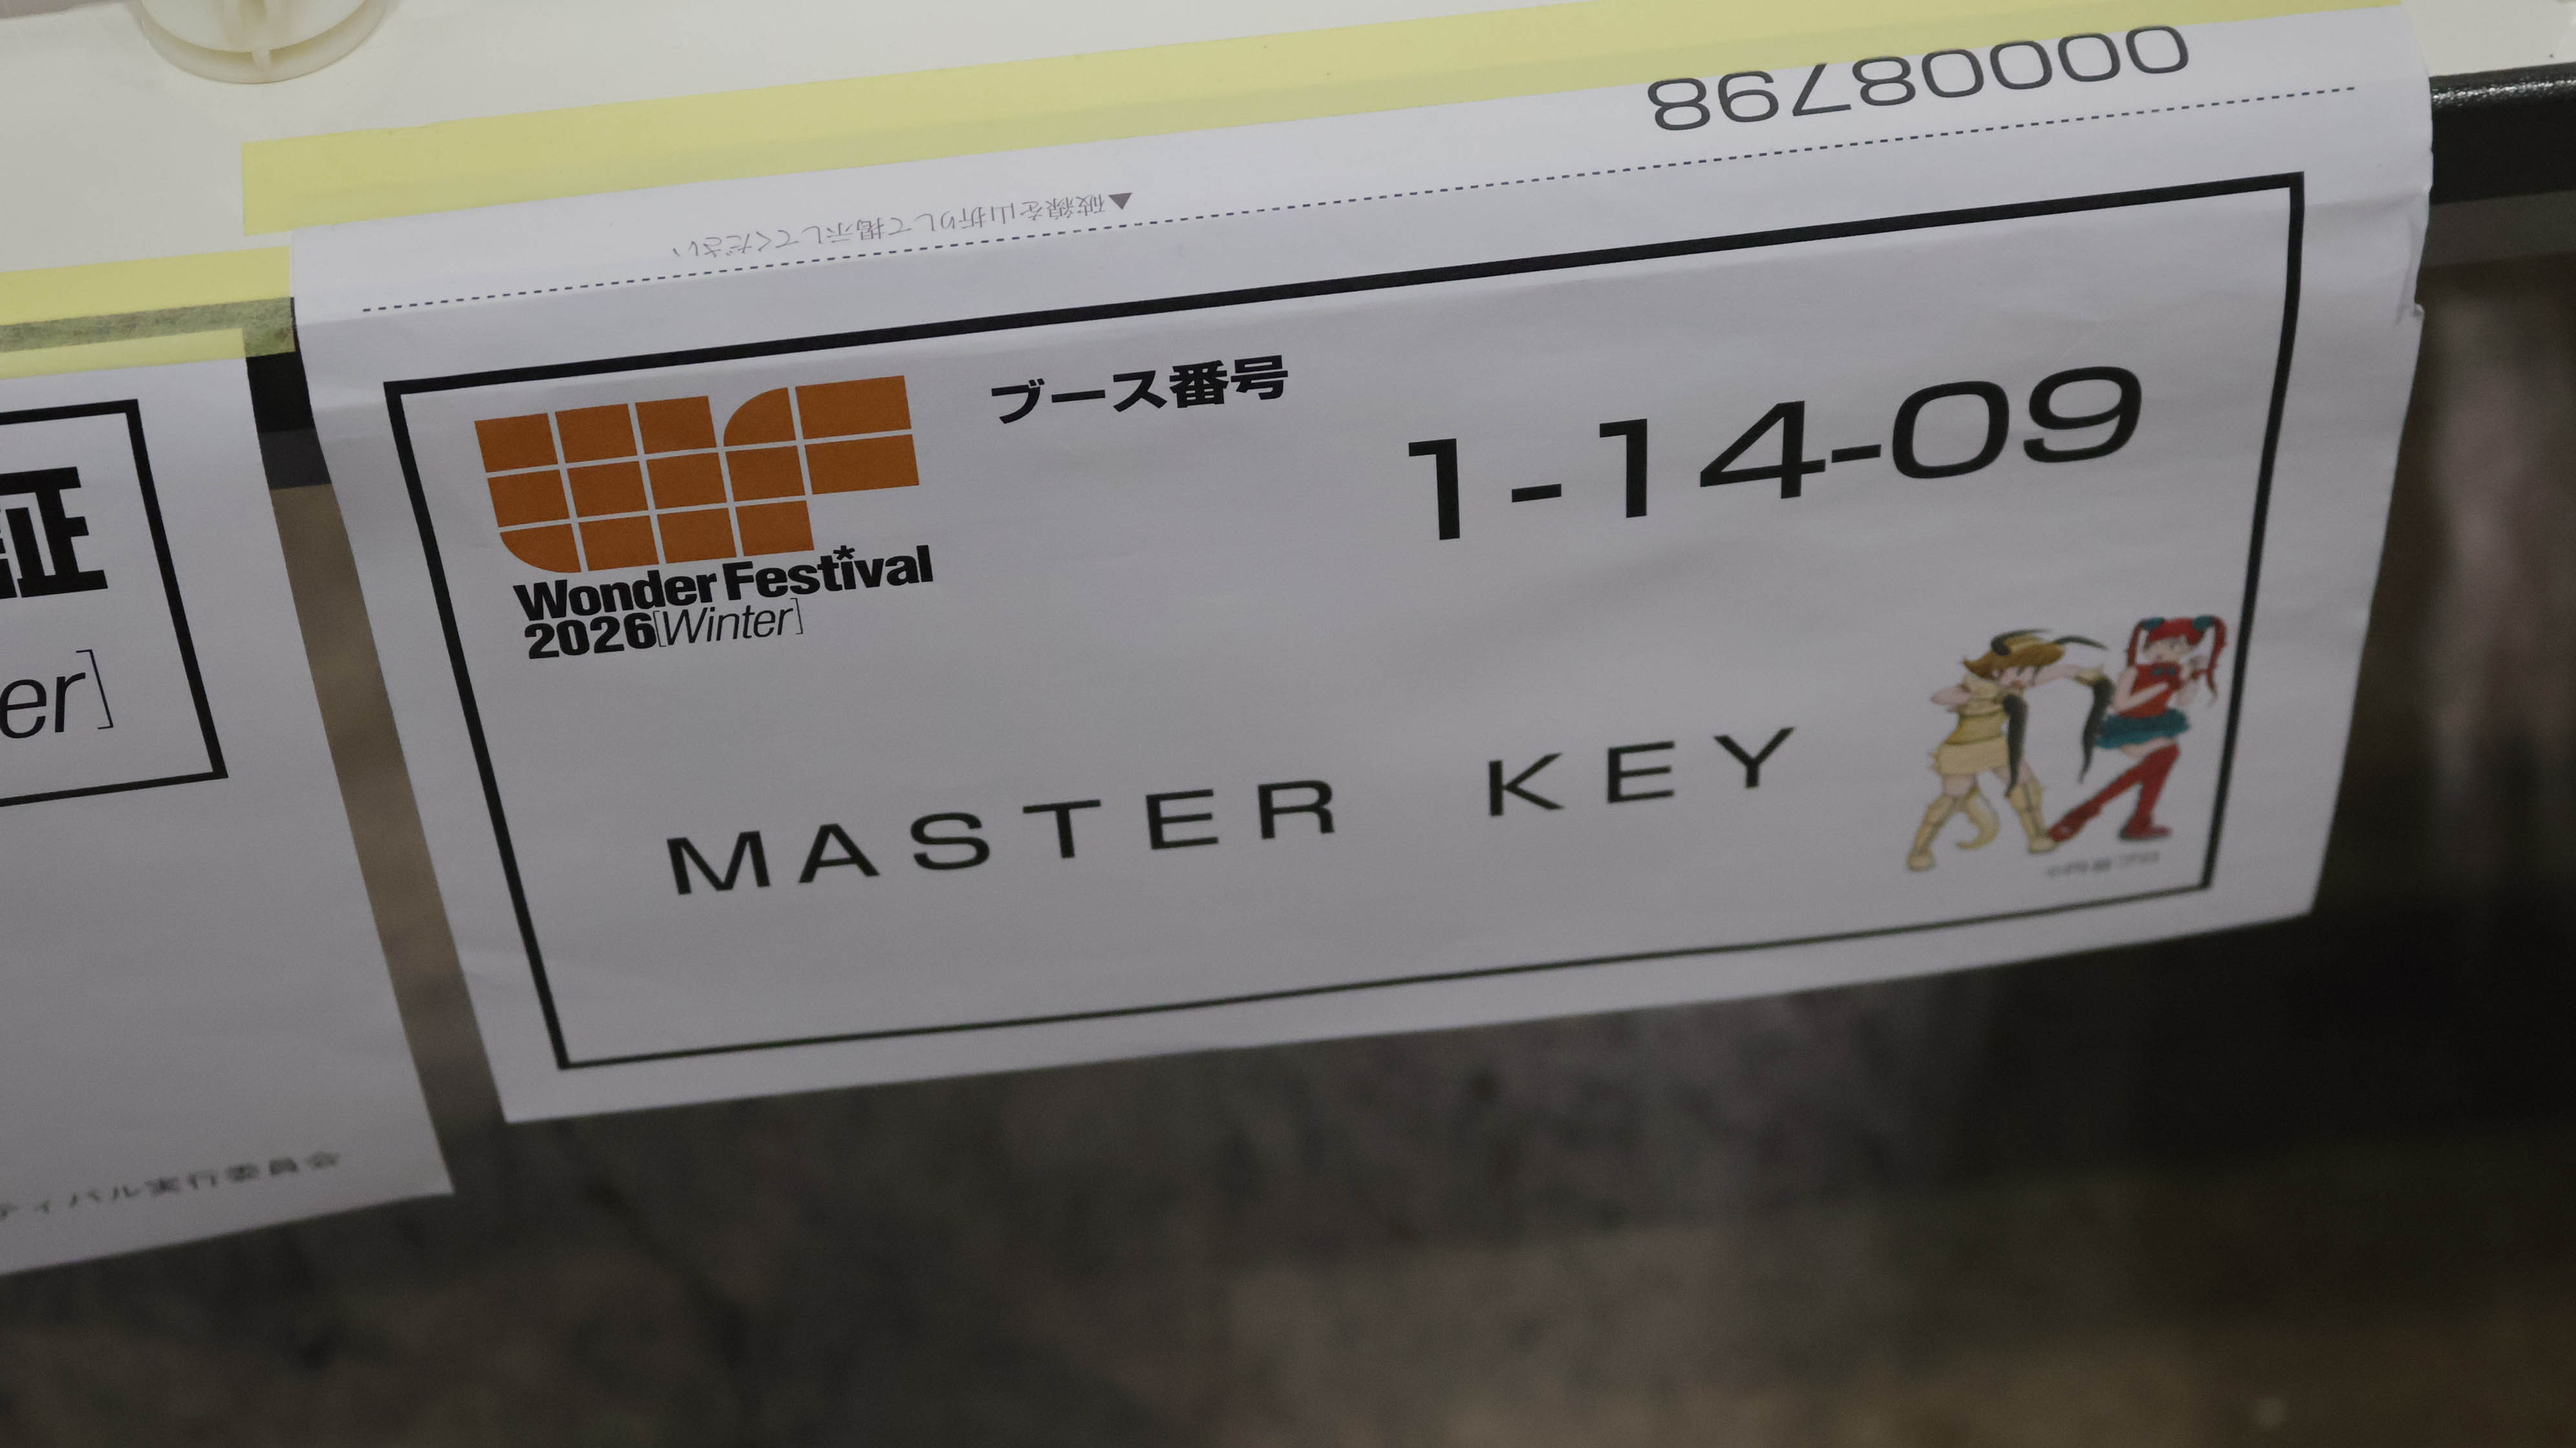 00008798
▲破線を山折りして掲示してください
ブース番号
1-14-09
Wonder Festival
2026[Winter]
MASTER KEY
証
er]
ティバル実行委員会